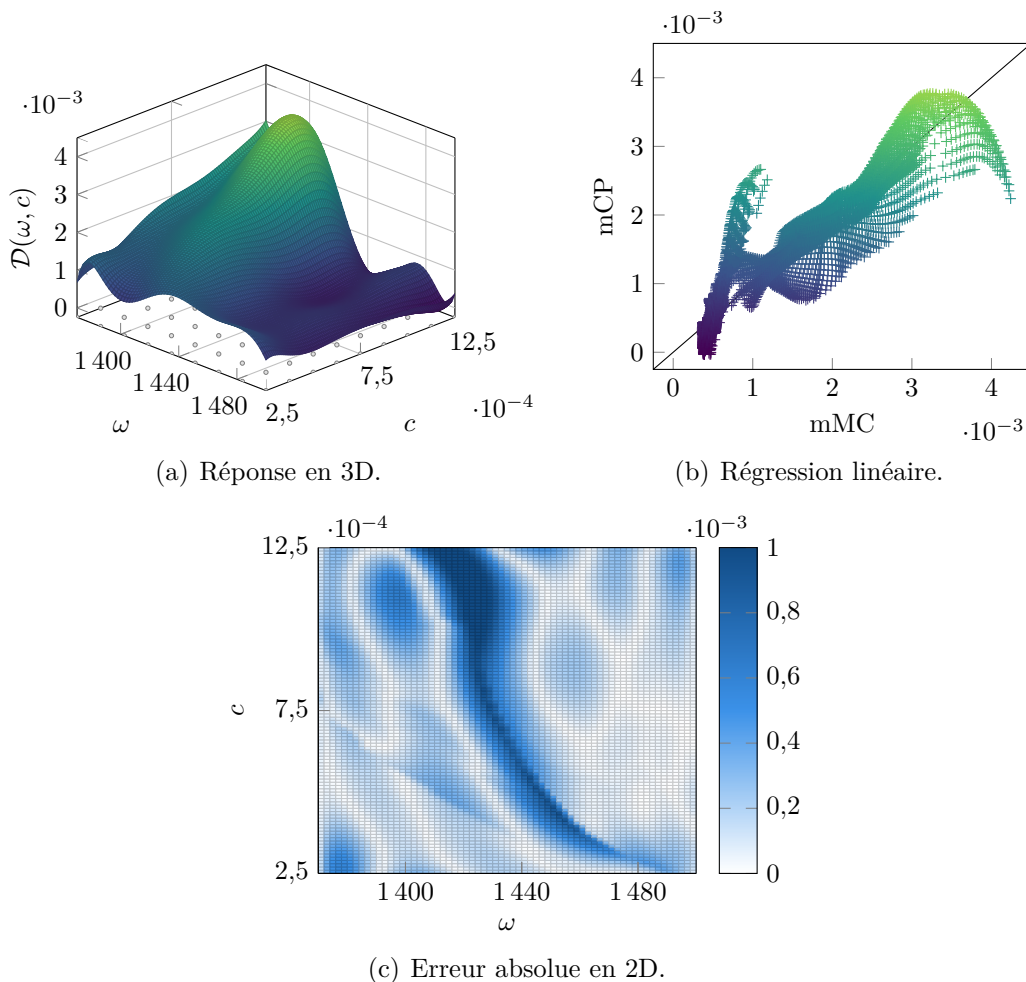 ·10⁻³
4
3
2
1
0
𝒟(ω, c)
1 400
1 440
1 480
ω
2,5
7,5
12,5
·10⁻⁴
c
(a) Réponse en 3D.
·10⁻³
4
3
2
1
0
mCP
0 1 2 3 4
mMC
·10⁻³
(b) Régression linéaire.
·10⁻⁴
12,5
7,5
2,5
c
1 400 1 440 1 480
ω
·10⁻³
1
0,8
0,6
0,4
0,2
0
(c) Erreur absolue en 2D.